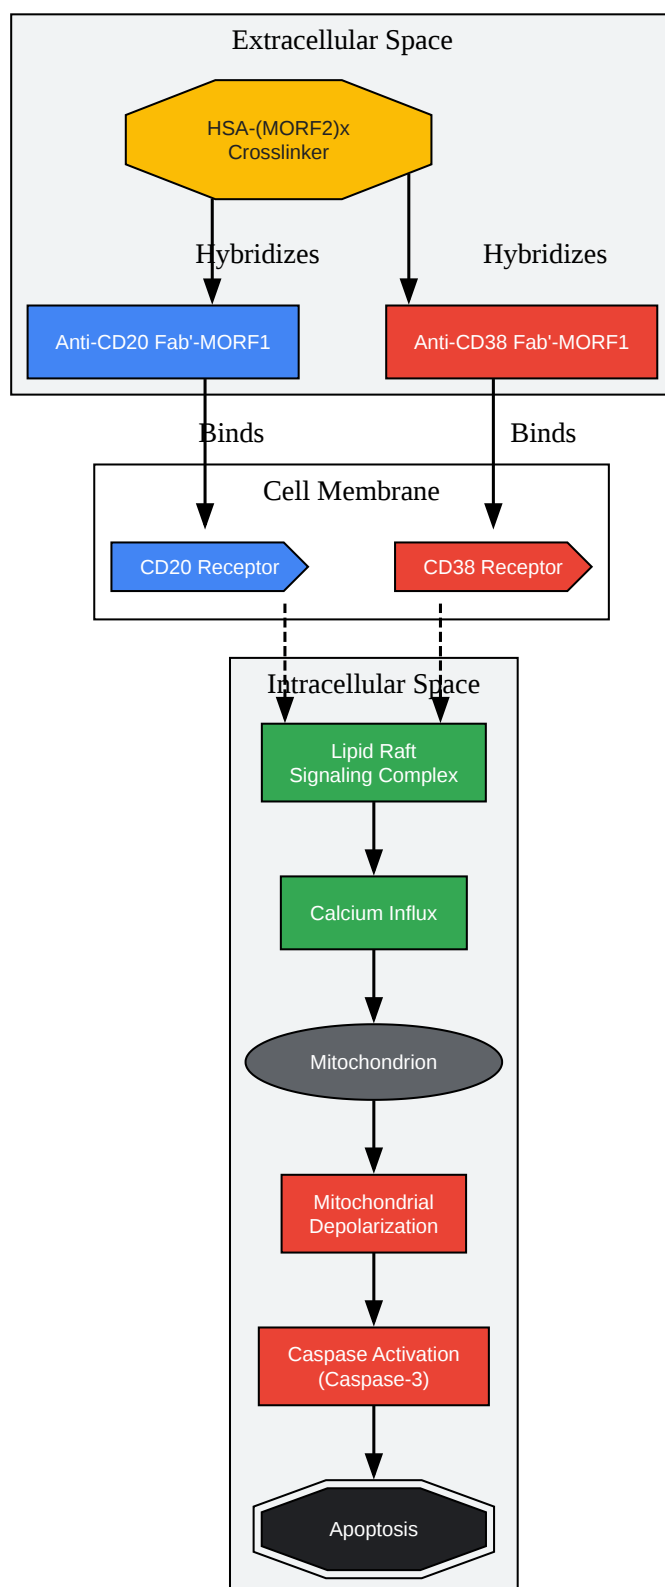 Extracellular Space
HSA-(MORF2)x
Crosslinker
Hybridizes
Hybridizes
Anti-CD20 Fab'-MORF1
Anti-CD38 Fab'-MORF1
Binds
Binds
Cell Membrane
CD20 Receptor
CD38 Receptor
Intracellular Space
Lipid Raft
Signaling Complex
Calcium Influx
Mitochondrion
Mitochondrial
Depolarization
Caspase Activation
(Caspase-3)
Apoptosis